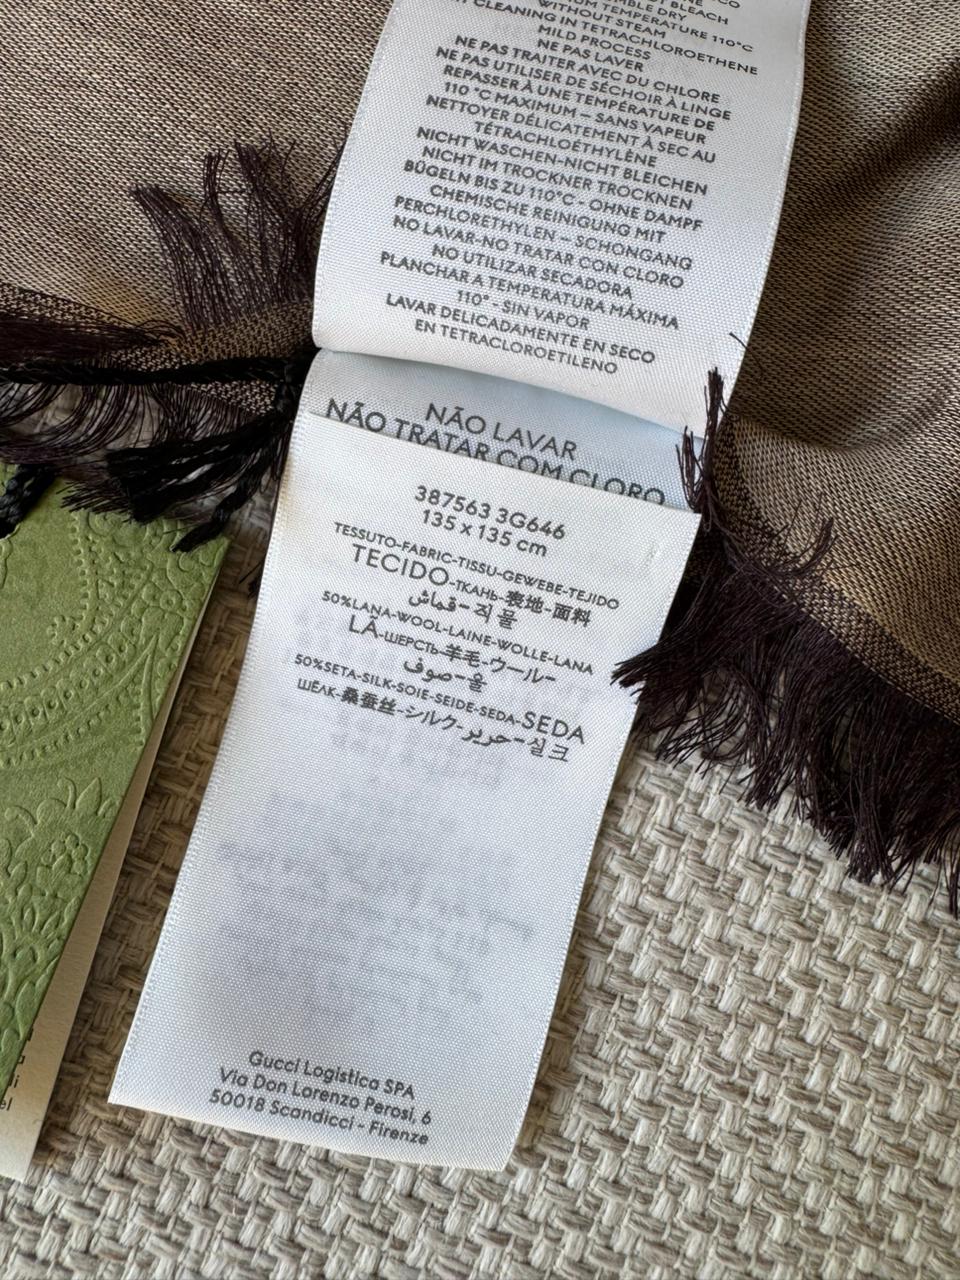 BLEACH
TUMBLE DRY
TEMPERATURE 110°C
WITHOUT STEAM
CLEANING IN TETRACHLOROETHENE
MILD PROCESS
NE PAS LAVER
NE PAS TRAITER AVEC DU CHLORE
NE PAS UTILISER DE SÉCHOIR À LINGE
REPASSER À UNE TEMPÉRATURE DE
110 °C MAXIMUM – SANS VAPEUR
NETTOYER DÉLICATEMENT À SEC AU
TÉTRACHLOÉTHYLÈNE
NICHT WASCHEN-NICHT BLEICHEN
NICHT IM TROCKNER TROCKNEN
BÜGELN BIS ZU 110°C - OHNE DAMPF
CHEMISCHE REINIGUNG MIT
PERCHLORETHYLEN – SCHONGANG
NO LAVAR-NO TRATAR CON CLORO
NO UTILIZAR SECADORA
PLANCHAR A TEMPERATURA MÁXIMA
110° - SIN VAPOR
LAVAR DELICADAMENTE EN SECO
EN TETRACLOROETILENO
NÃO LAVAR
NÃO TRATAR COM CLORO
387563 3G646
135 x 135 cm
TESSUTO-FABRIC-TISSU-GEWEBE-TEJIDO
TECIDO-ТКАНЬ-表地-面料
قماش-직물
50%LANA-WOOL-LAINE-WOLLE-LANA
LÃ-ШЕРСТЬ-羊毛-ウール-
صوف-울
50%SETA-SILK-SOIE-SEIDE-SEDA-SEDA
ШЁЛК-桑蚕丝-シルク-حرير-실크
Gucci Logistica SPA
Via Don Lorenzo Perosi, 6
50018 Scandicci - Firenze